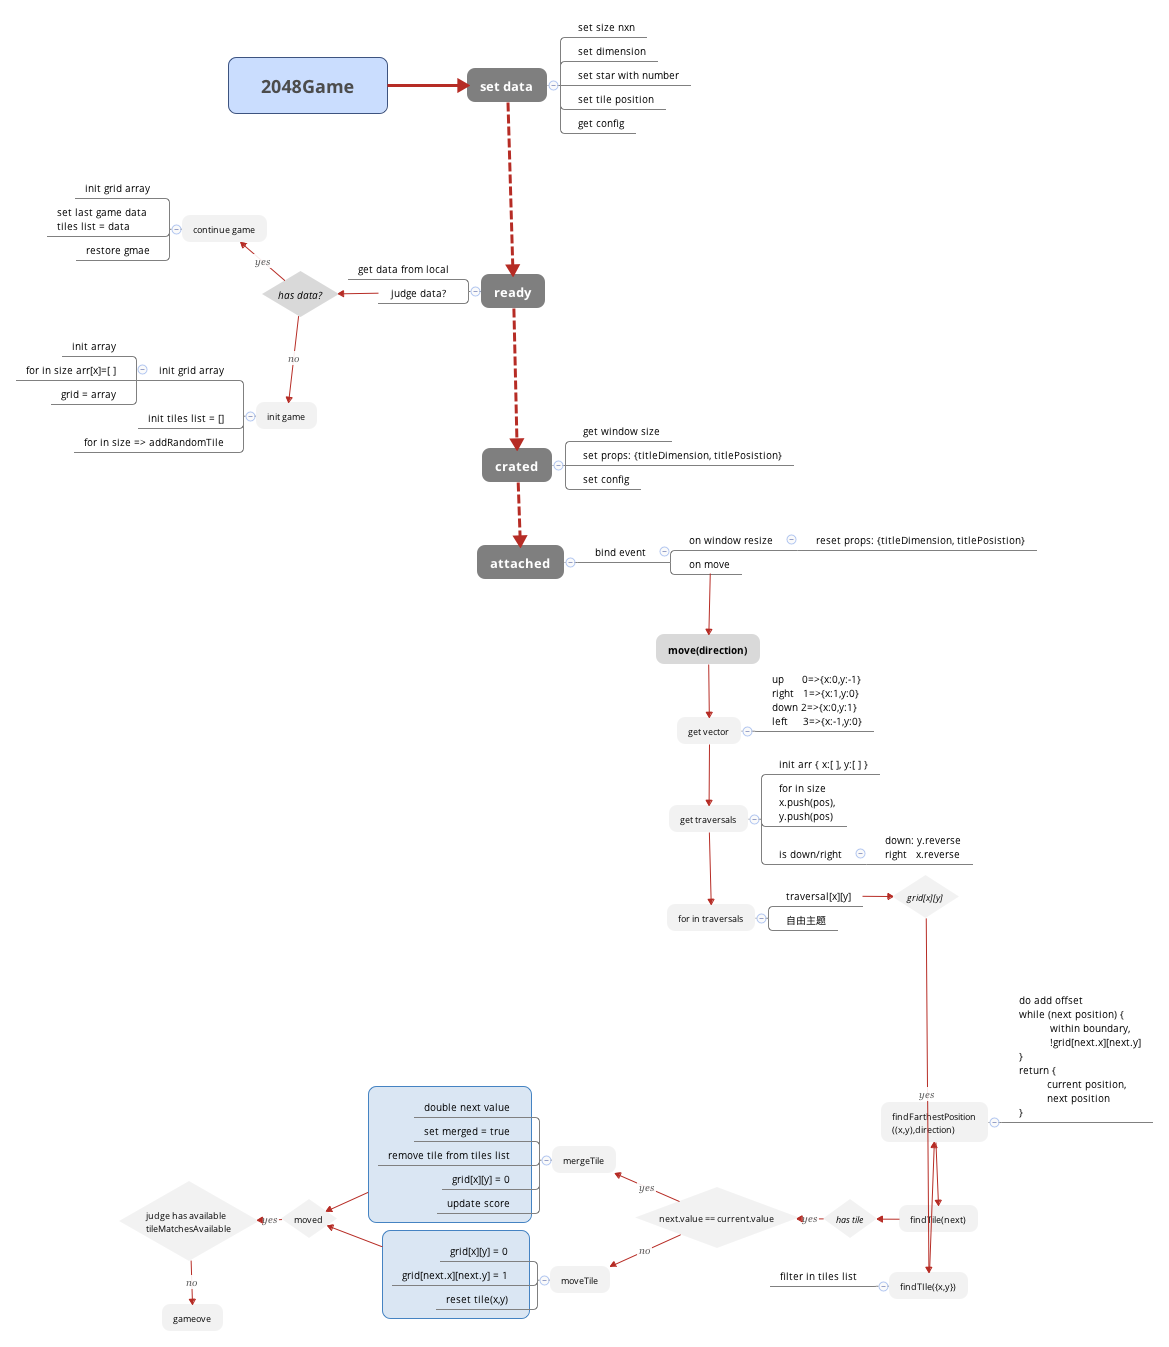 2048Game
set data
set size nxn
set dimension
set star with number
set tile position
get config
init grid array
set last game data
tiles list = data
restore gmae
continue game
yes
has data?
get data from local
judge data?
ready
no
init array
for in size arr[x]=[ ]
grid = array
init grid array
init tiles list = []
for in size => addRandomTile
init game
crated
get window size
set props: {titleDimension, titlePosistion}
set config
attached
bind event
on window resize
reset props: {titleDimension, titlePosistion}
on move
move(direction)
get vector
up 0=>{x:0,y:-1}
right 1=>{x:1,y:0}
down 2=>{x:0,y:1}
left 3=>{x:-1,y:0}
get traversals
init arr { x:[ ], y:[ ] }
for in size
x.push(pos),
y.push(pos)
is down/right
down: y.reverse
right x.reverse
for in traversals
traversal[x][y]
自由主题
grid[x][y]
yes
do add offset
while (next position) {
within boundary,
!grid[next.x][next.y]
}
return {
current position,
next position
}
findFarthestPosition
((x,y),direction)
findTile(next)
findTIle({x,y})
filter in tiles list
has tile
yes
next.value == current.value
yes
no
mergeTile
double next value
set merged = true
remove tile from tiles list
grid[x][y] = 0
update score
moveTile
grid[x][y] = 0
grid[next.x][next.y] = 1
reset tile(x,y)
moved
yes
judge has available
tileMatchesAvailable
no
gameove